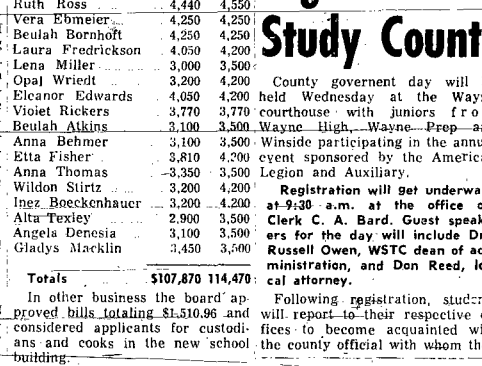 Ruth Ross 4,440 4,550
Vera Ebmeier 4,250 4,250
Beulah Bornhoft 4,250 4,250
Laura Fredrickson 4,050 4,200
Lena Miller 3,000 3,500
Opal Wriedt 3,200 4,200
Eleanor Edwards 4,050 4,200
Violet Rickers 3,770 3,770
Beulah Atkins 3,100 3,500
Anna Behmer 3,100 3,500
Etta Fisher 3,810 4,200
Anna Thomas 3,350 3,500
Wildon Stirtz 3,200 4,200
Inez Boeckenhauer 3,200 4,200
Alta Texley 2,900 3,500
Angela Denesia 3,100 3,500
Gladys Macklin 3,450 3,500
Totals $107,870 114,470
In other business the board ap-
proved bills totaling $1,510.96 and
considered applicants for custodi-
ans and cooks in the new school
building.
Study Count
County governent day will
held Wednesday at the Way
courthouse with juniors fro
Wayne High, Wayne Prep a
Winside participating in the annu
event sponsored by the America
Legion and Auxiliary.
Registration will get underwa
at 9:30 a.m. at the office o
Clerk C. A. Bard. Guest speak
ers for the day will include D
Russell Owen, WSTC dean of ad
ministration, and Don Reed, lo
cal attorney.
Following registration, stude
will report to their respective
fices to become acquainted wi
the county official with whom th